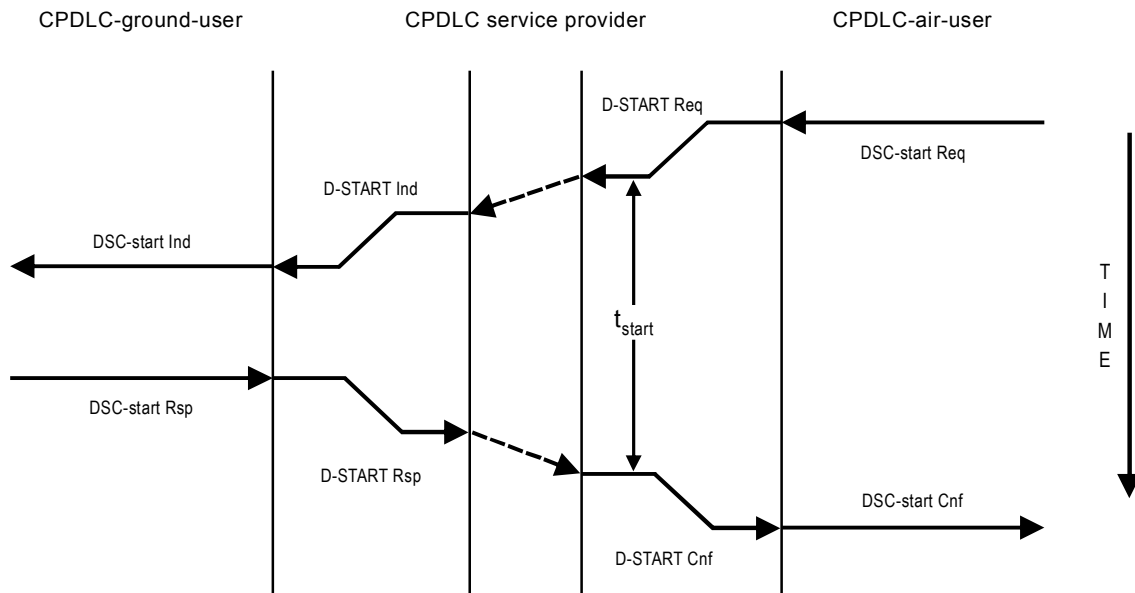 CPDLC-ground-user
CPDLC service provider
CPDLC-air-user
D-START Req
DSC-start Req
D-START Ind
DSC-start Ind
tstart
T
I
M
E
DSC-start Rsp
D-START Rsp
DSC-start Cnf
D-START Cnf